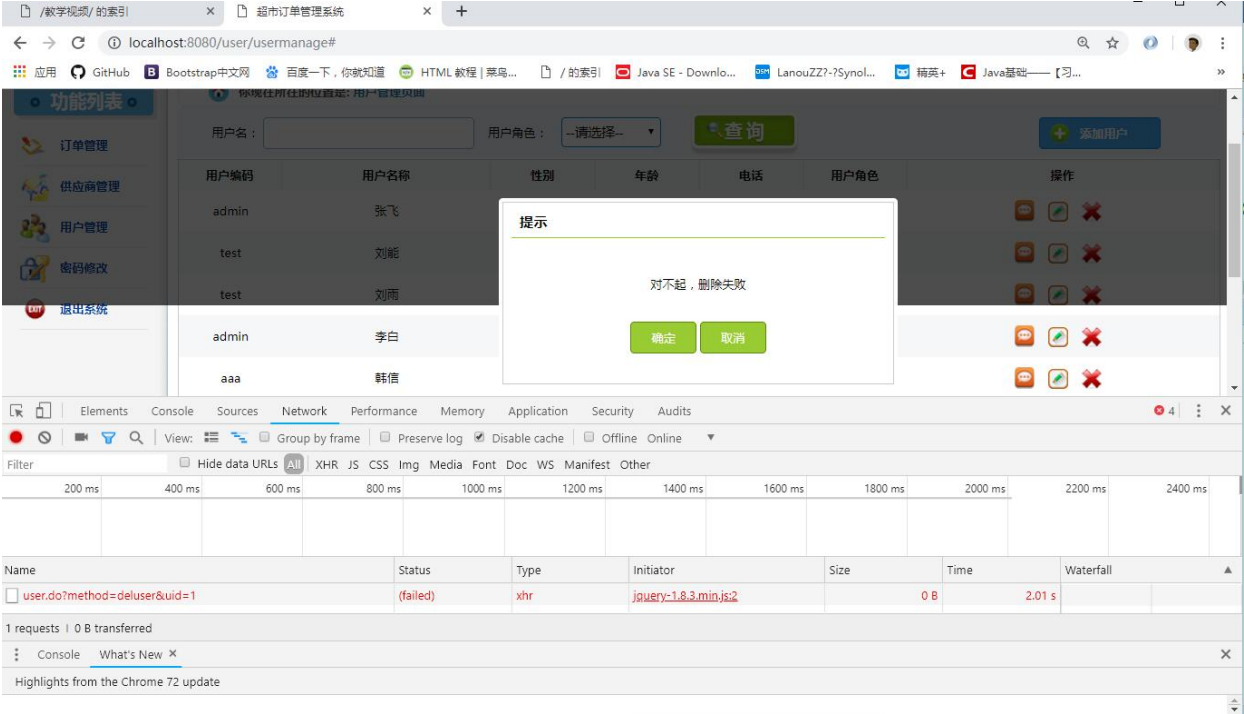 /教学视频/ 的索引 × 超市订单管理系统 × +
localhost:8080/user/usermanage#
应用 GitHub Bootstrap中文网 百度一下，你就知道 HTML 教程 | 菜鸟... / 的索引 Java SE - Downlo... LanouZZ?-?Synol... 精英+ Java基础——【习... »
功能列表 你现在所在的位置是: 用户管理页面
用户名： 用户角色： --请选择-- 查询 添加用户
订单管理
用户编码 用户名称 性别 年龄 电话 用户角色 操作
供应商管理
admin 张飞
提示
用户管理
test 刘能
密码修改
对不起，删除失败
test 刘雨
EXIT 退出系统
admin 李白
确定 取消
aaa 韩信
Elements Console Sources Network Performance Memory Application Security Audits 4
View: Group by frame Preserve log Disable cache Offline Online
Filter Hide data URLs All XHR JS CSS Img Media Font Doc WS Manifest Other
200 ms 400 ms 600 ms 800 ms 1000 ms 1200 ms 1400 ms 1600 ms 1800 ms 2000 ms 2200 ms 2400 ms
Name Status Type Initiator Size Time Waterfall
user.do?method=deluser&uid=1 (failed) xhr jquery-1.8.3.min.js:2 0 B 2.01 s
1 requests | 0 B transferred
Console What's New ×
Highlights from the Chrome 72 update